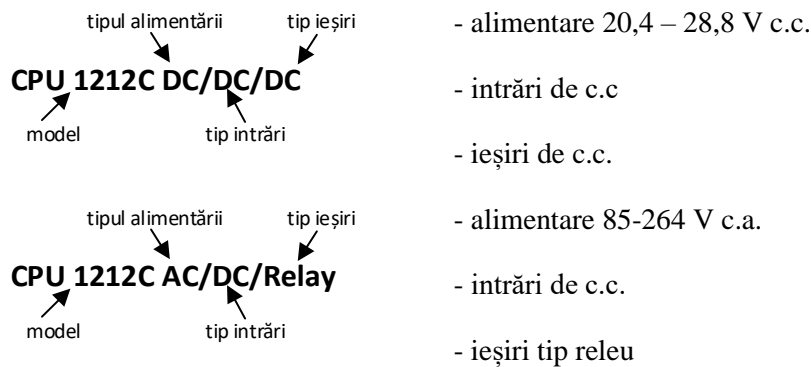 tipul alimentării tip ieșiri
CPU 1212C DC/DC/DC
model tip intrări
- alimentare 20,4 – 28,8 V c.c.
- intrări de c.c
- ieșiri de c.c.
tipul alimentării tip ieșiri
CPU 1212C AC/DC/Relay
model tip intrări
- alimentare 85-264 V c.a.
- intrări de c.c.
- ieșiri tip releu